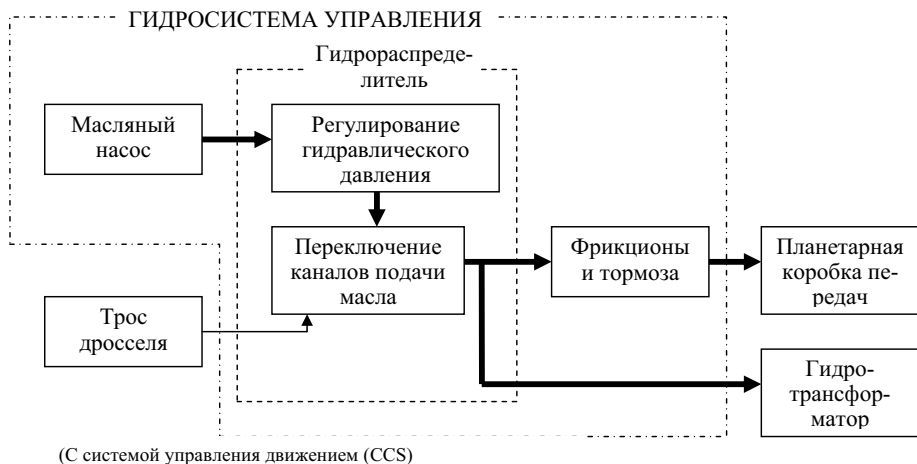 ГИДРОСИСТЕМА УПРАВЛЕНИЯ
Гидрораспреде-
литель
Масляный
насос
Регулирование
гидравлического
давления
Переключение
каналов подачи
масла
Фрикционы
и тормоза
Планетарная
коробка пе-
редач
Трос
дросселя
Гидро-
трансфор-
матор
(С системой управления движением (CCS)